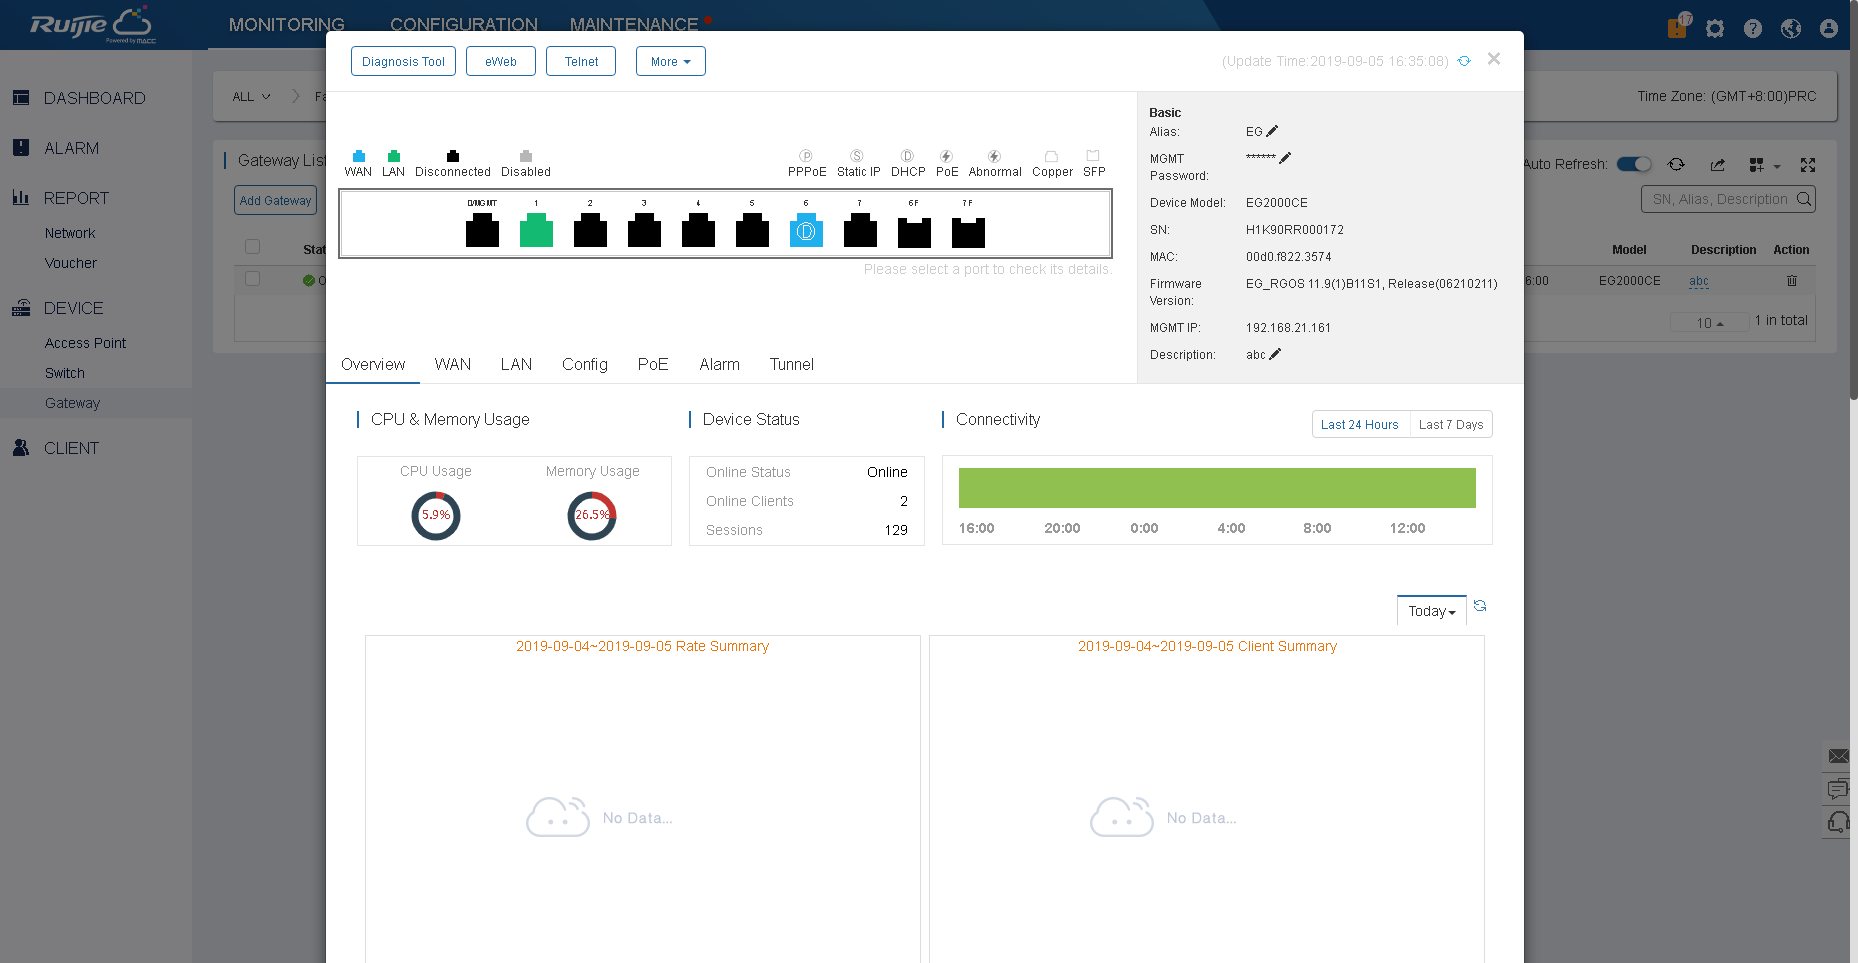 Ruijie
Powered by MACC
MONITORING CONFIGURATION MAINTENANCE
17
DASHBOARD
ALARM
REPORT
Network
Voucher
DEVICE
Access Point
Switch
Gateway
CLIENT
ALL
Time Zone: (GMT+8:00)PRC
Gateway List
Auto Refresh:
Add Gateway
SN, Alias, Description
Model Description Action
EG2000CE abc
10 1 in total
Diagnosis Tool eWeb Telnet More
(Update Time:2019-09-05 16:35:08)
WAN LAN Disconnected Disabled
PPPoE Static IP DHCP PoE Abnormal Copper SFP
0/MGMT 1 2 3 4 5 6 7 6F 7F
Please select a port to check its details.
Basic
Alias: EG
MGMT Password: ******
Device Model: EG2000CE
SN: H1K90RR000172
MAC: 00d0.f822.3574
Firmware Version: EG_RGOS 11.9(1)B11S1, Release(06210211)
MGMT IP: 192.168.21.161
Description: abc
Overview WAN LAN Config PoE Alarm Tunnel
CPU & Memory Usage
CPU Usage Memory Usage
5.9% 26.5%
Device Status
Online Status Online
Online Clients 2
Sessions 129
Connectivity
Last 24 Hours Last 7 Days
16:00 20:00 0:00 4:00 8:00 12:00
Today
2019-09-04~2019-09-05 Rate Summary
No Data...
2019-09-04~2019-09-05 Client Summary
No Data...